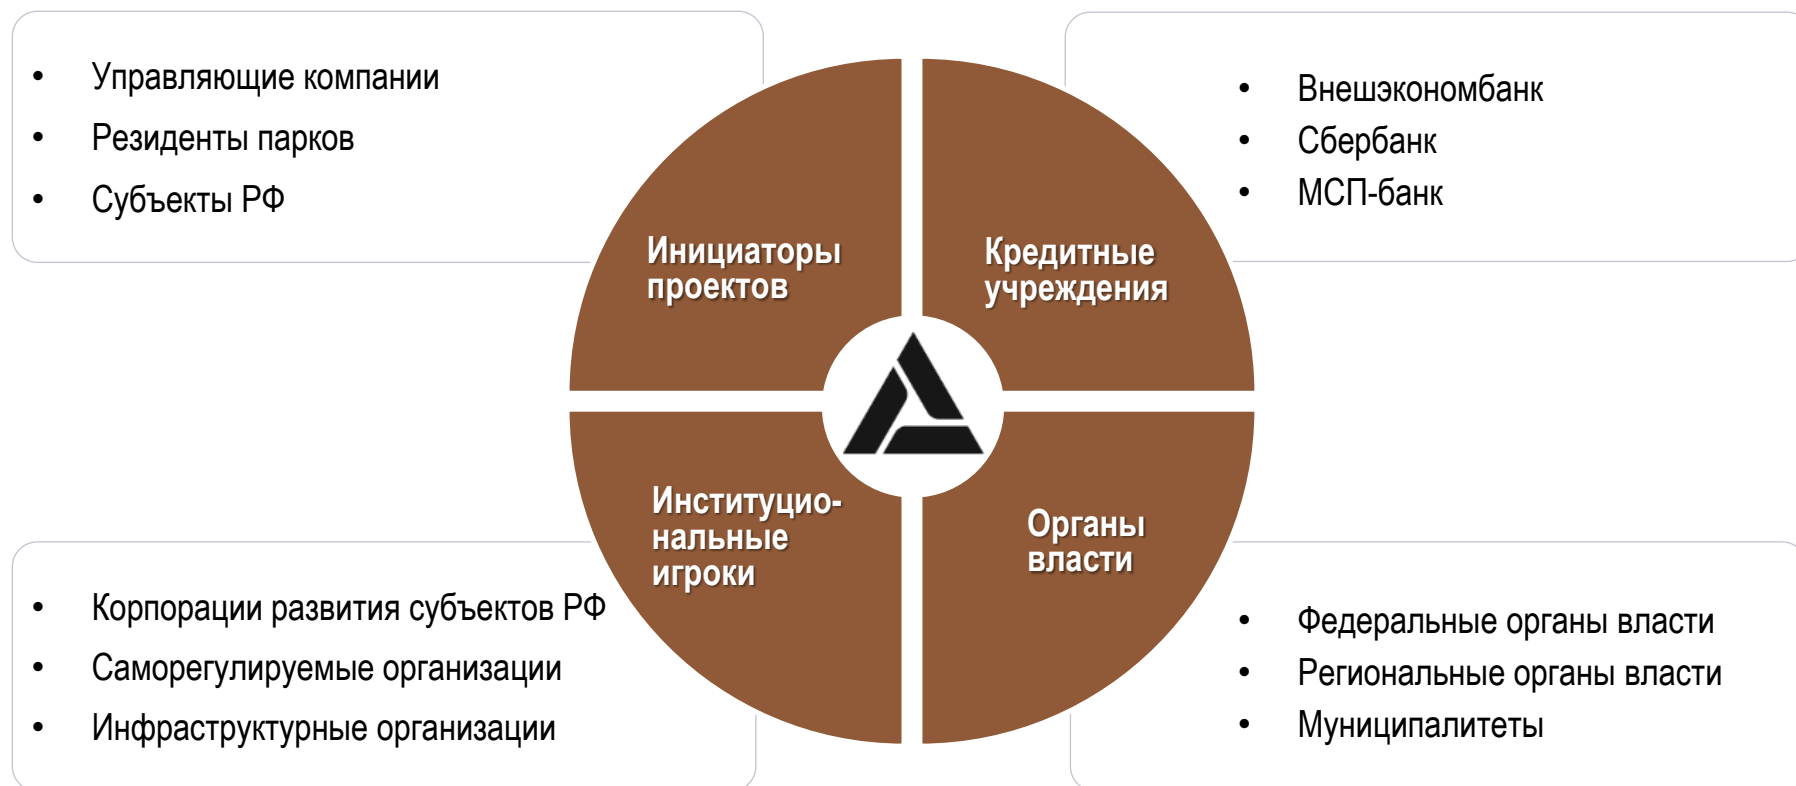 • Управляющие компании
• Резиденты парков
• Субъекты РФ
• Внешэкономбанк
• Сбербанк
• МСП-банк
Инициаторы
проектов
Кредитные
учреждения
Институцио-
нальные
игроки
Органы
власти
• Корпорации развития субъектов РФ
• Саморегулируемые организации
• Инфраструктурные организации
• Федеральные органы власти
• Региональные органы власти
• Муниципалитеты